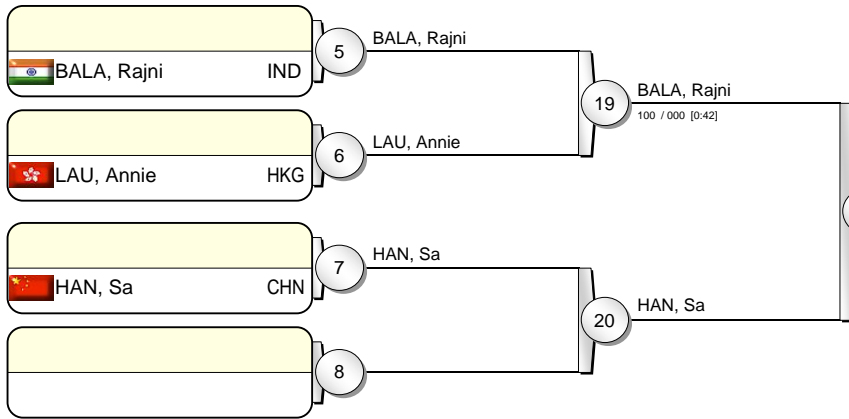 BALA, Rajni IND
5
BALA, Rajni
LAU, Annie HKG
6
LAU, Annie
19
BALA, Rajni
100 / 000 [0:42]
HAN, Sa CHN
7
HAN, Sa
8
20
HAN, Sa